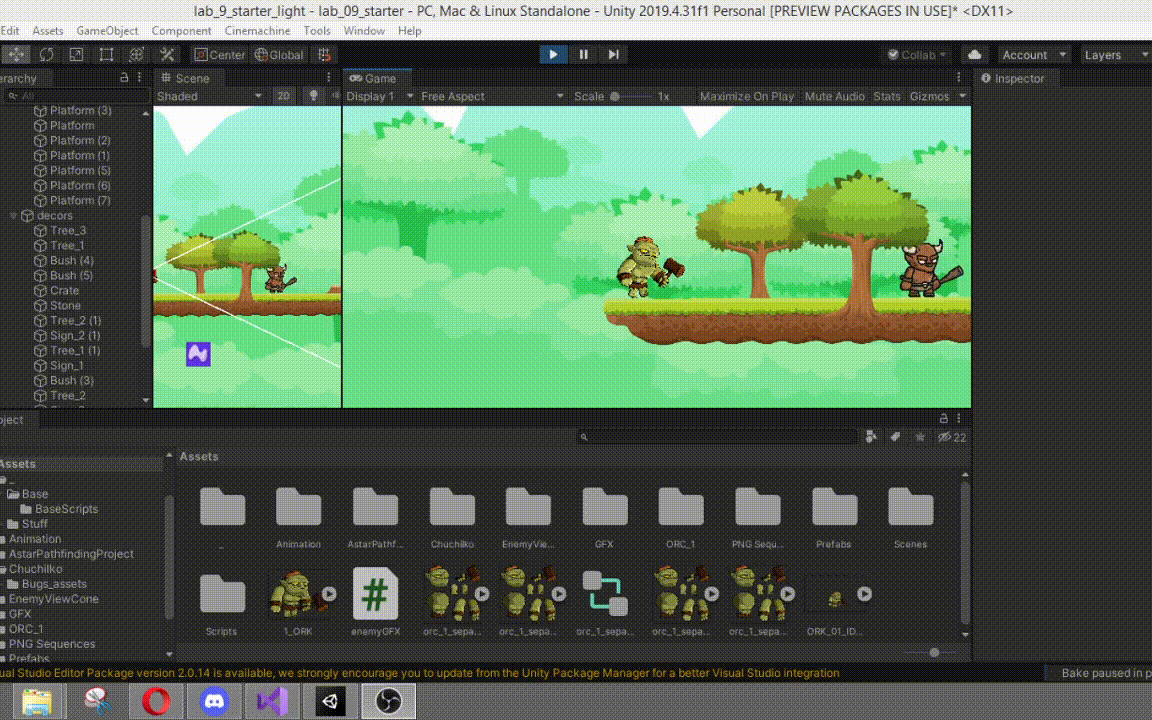 lab_9_starter_light - lab_09_starter - PC, Mac & Linux Standalone - Unity 2019.4.31f1 Personal [PREVIEW PACKAGES IN USE]* <DX11>
Edit Assets GameObject Component Cinemachine Tools Window Help
Center Global Collab Account Layers
erarchy Scene Game Inspector
All Shaded 2D Display 1 Free Aspect Scale 1x Maximize On Play Mute Audio Stats Gizmos
Platform (3)
Platform
Platform (2)
Platform (1)
Platform (5)
Platform (6)
Platform (7)
decors
Tree_3
Tree_1
Bush (4)
Bush (5)
Crate
Stone
Tree_2 (1)
Sign_2 (1)
Tree_1 (1)
Sign_1
Bush (3)
Tree_2
oject
22
Assets
_
Base
BaseScripts
Stuff
Animation
AstarPathfindingProject
Chuchilko
Bugs_assets
EnemyViewCone
GFX
ORC_1
PNG Sequences
Prefabs
Assets
_ Animation AstarPathf... Chuchilko EnemyVie... GFX ORC_1 PNG Sequ... Prefabs Scenes
Scripts 1_ORK enemyGFX orc_1_sepa... orc_1_sepa... orc_1_sepa... orc_1_sepa... orc_1_sepa... ORK_01_ID...
ual Studio Editor Package version 2.0.14 is available, we strongly encourage you to update from the Unity Package Manager for a better Visual Studio integration
Bake paused in p